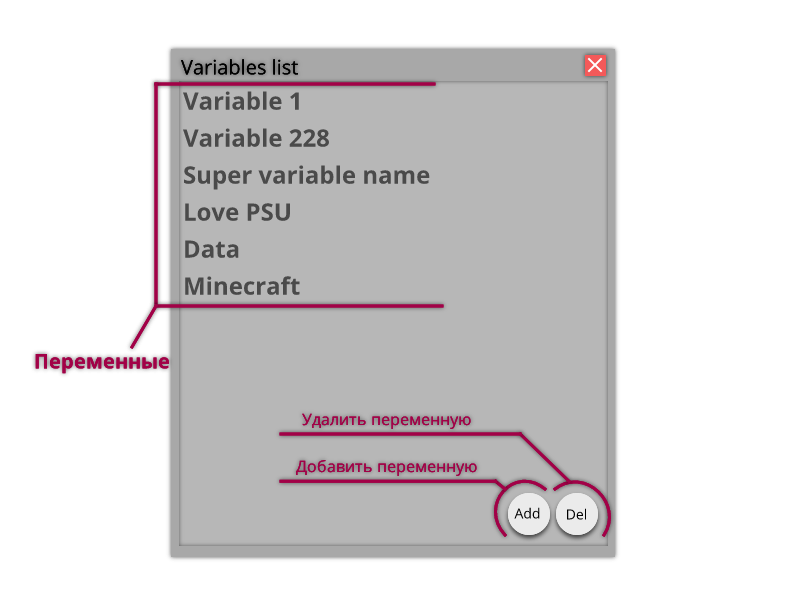 Variables list
Variable 1
Variable 228
Super variable name
Love PSU
Data
Minecraft
Переменные
Удалить переменную
Добавить переменную
Add
Del